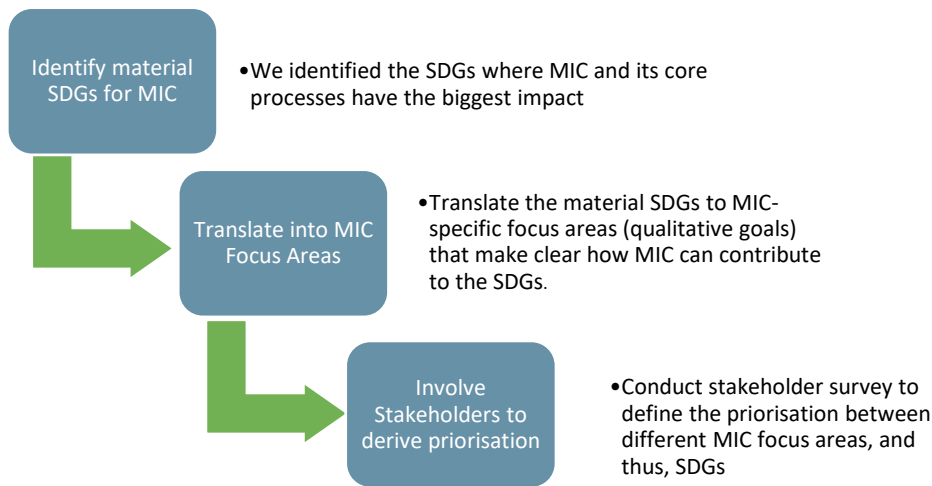 Identify material
SDGs for MIC
•We identified the SDGs where MIC and its core
processes have the biggest impact
Translate into MIC
Focus Areas
•Translate the material SDGs to MIC-
specific focus areas (qualitative goals)
that make clear how MIC can contribute
to the SDGs.
Involve
Stakeholders to
derive priorisation
•Conduct stakeholder survey to
define the priorisation between
different MIC focus areas, and
thus, SDGs